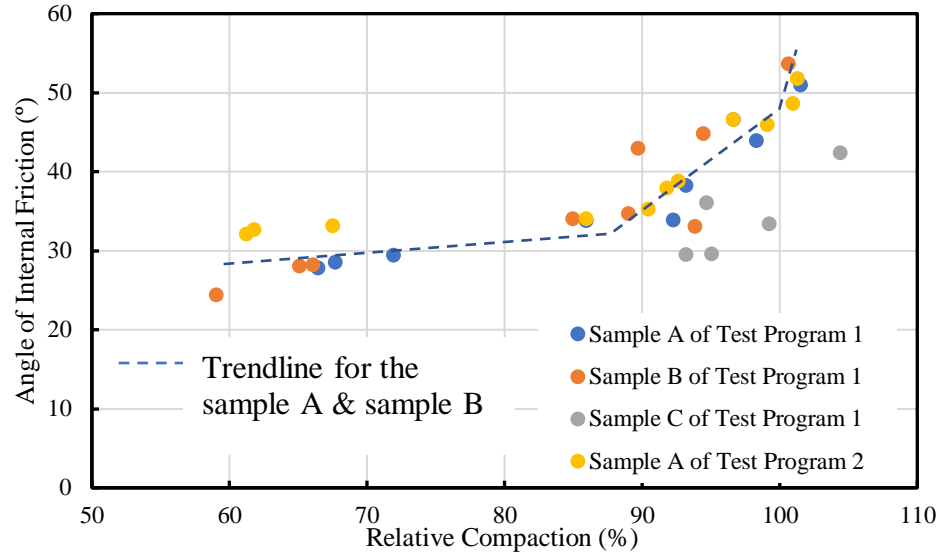 60
50
40
30
20
10
0
Angle of Internal Friction (º)
50
60
70
80
90
100
110
Relative Compaction (%)
Trendline for the
sample A & sample B
Sample A of Test Program 1
Sample B of Test Program 1
Sample C of Test Program 1
Sample A of Test Program 2